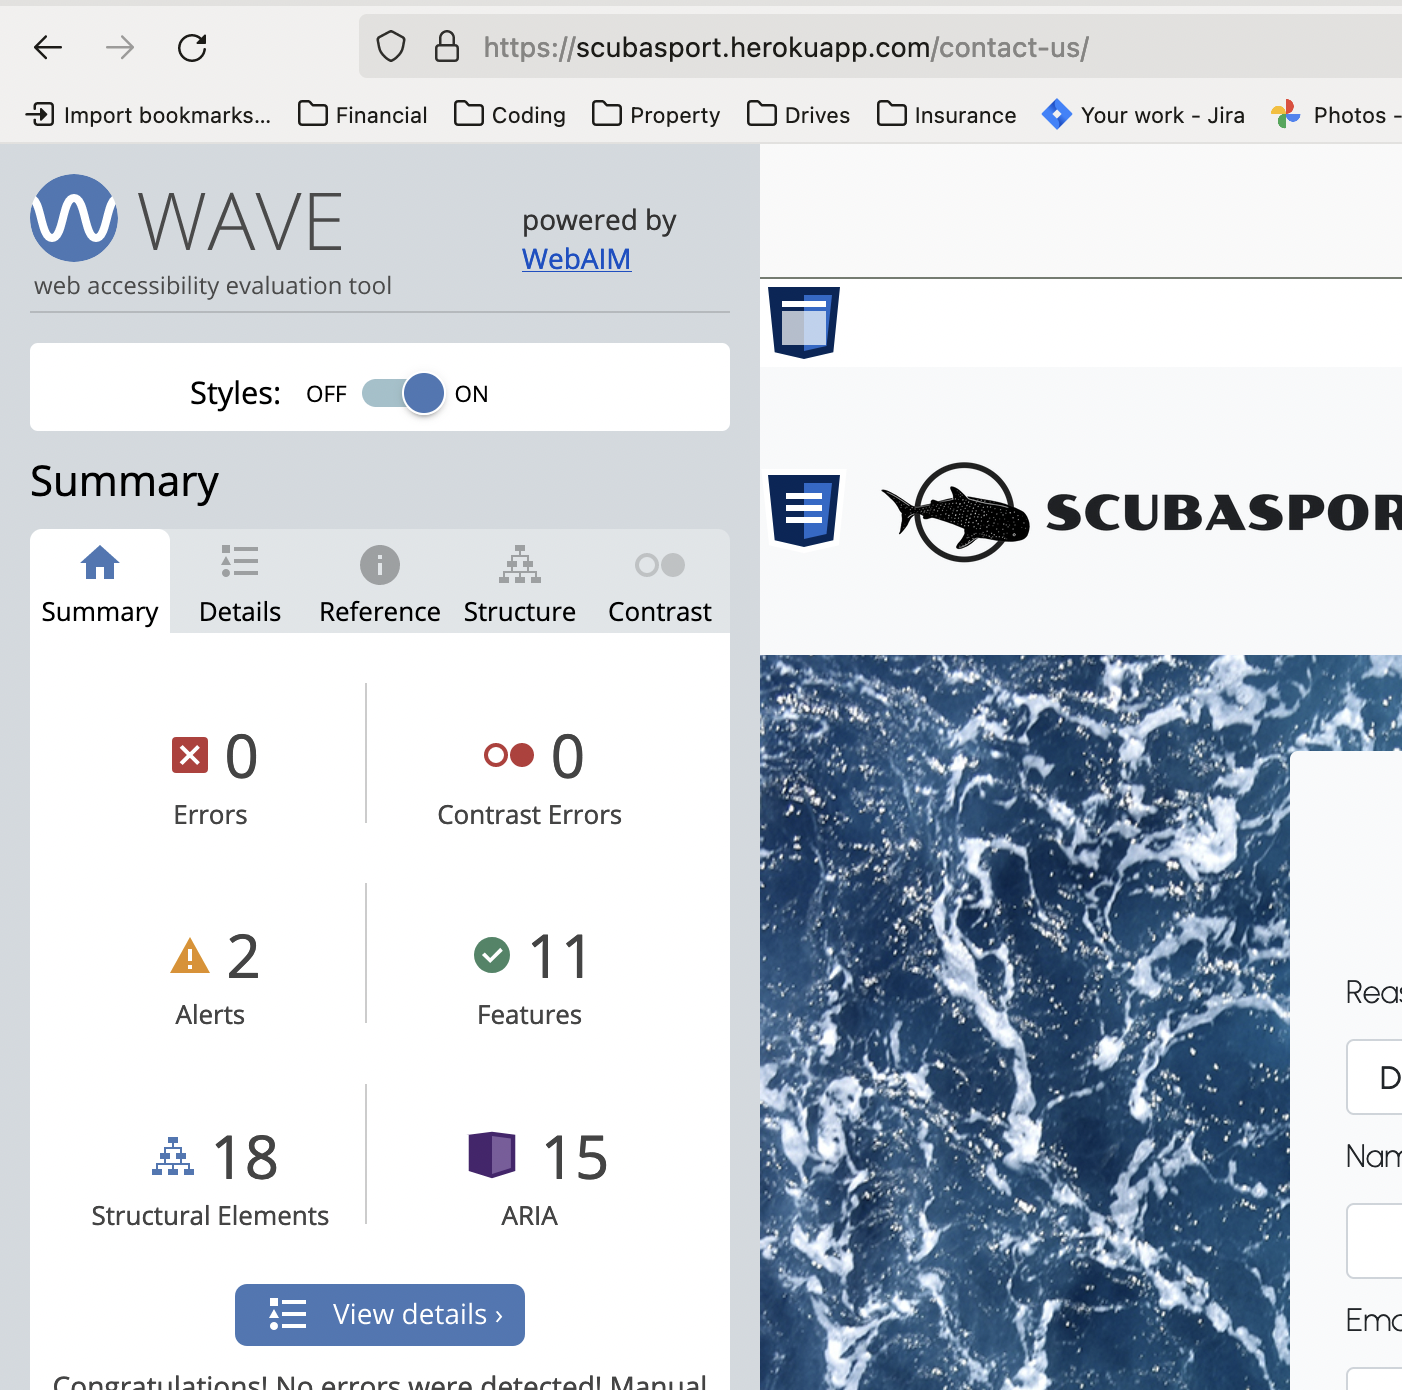 https://scubasport.herokuapp.com/contact-us/
Import bookmarks... Financial Coding Property Drives Insurance Your work - Jira Photos -
WAVE
powered by
WebAIM
web accessibility evaluation tool
Styles: OFF ON
Summary
Summary Details Reference Structure Contrast
0 0
Errors Contrast Errors
2 11
Alerts Features
18 15
Structural Elements ARIA
View details ›
Congratulations! No errors were detected! Manual
SCUBASPOR
Reas
D
Nam
Ema